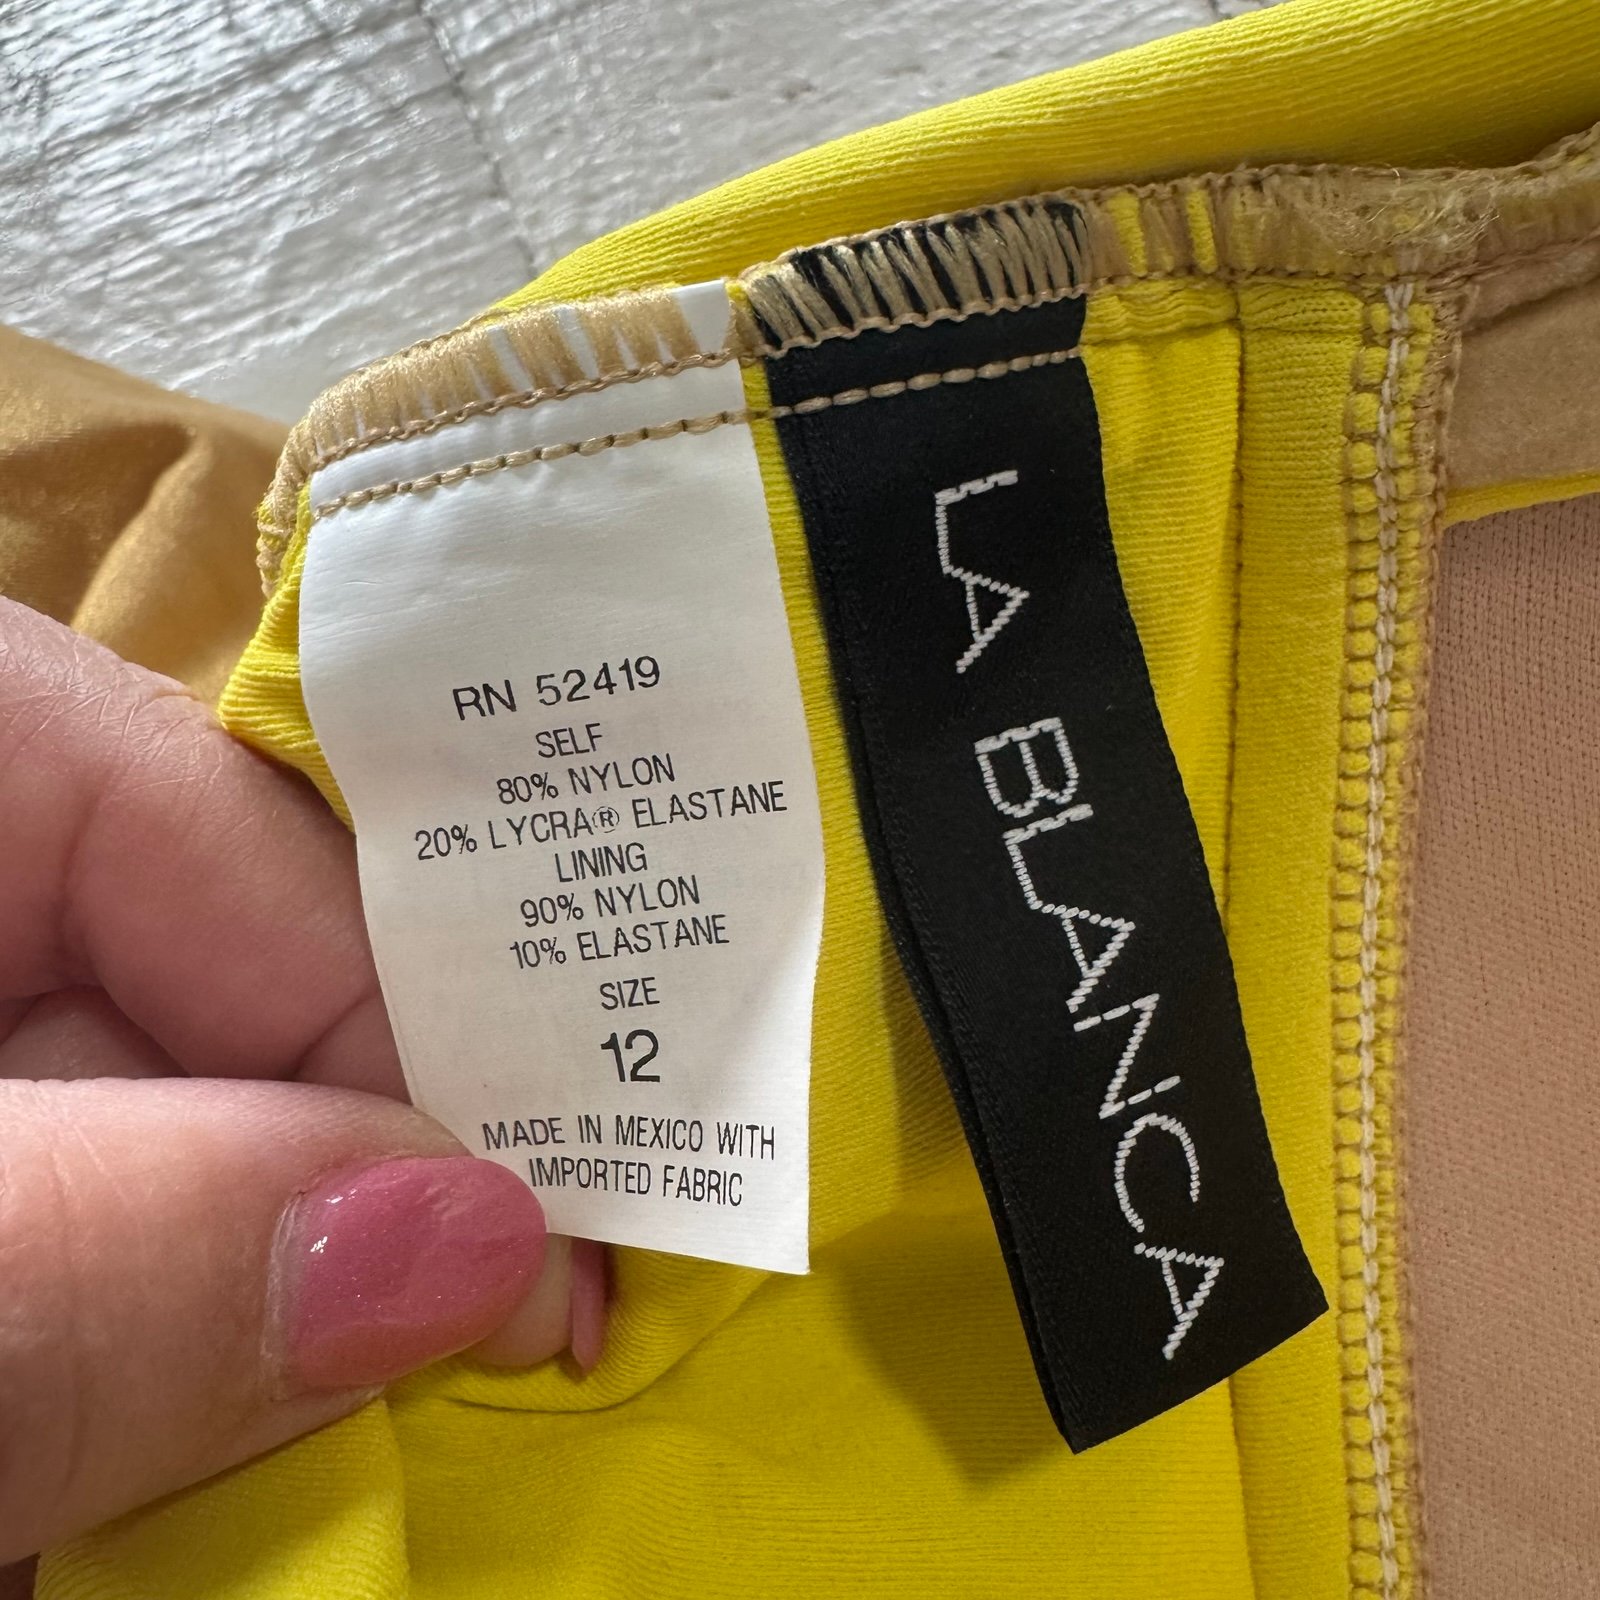 RN 52419
SELF
80% NYLON
20% LYCRA® ELASTANE
LINING
90% NYLON
10% ELASTANE
SIZE
12
MADE IN MEXICO WITH
IMPORTED FABRIC
LA BLANCA